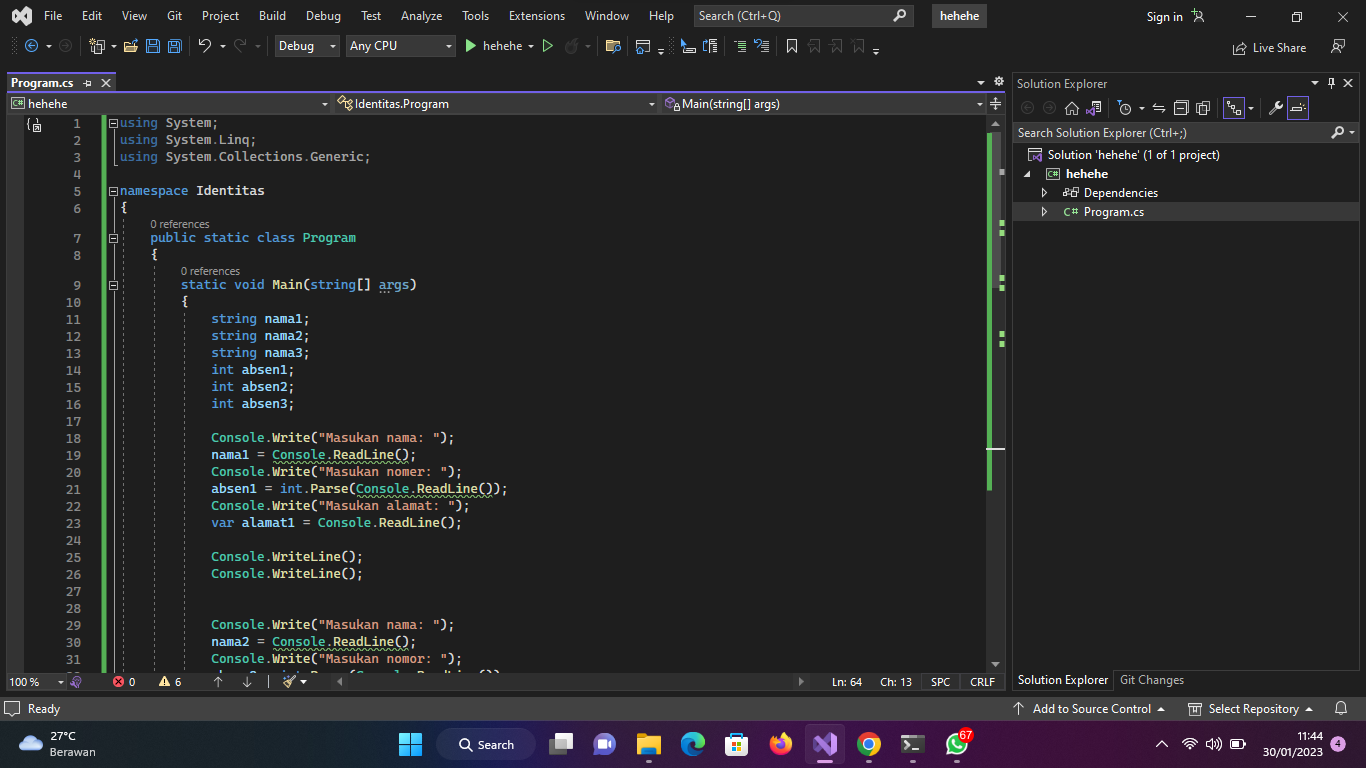 File Edit View Git Project Build Debug Test Analyze Tools Extensions Window Help Search (Ctrl+Q) hehehe Sign in
Debug Any CPU hehehe Live Share
Program.cs
hehehe Identitas.Program Main(string[] args)
1 using System;
2 using System.Linq;
3 using System.Collections.Generic;
4
5 namespace Identitas
6 {
0 references
7 public static class Program
8 {
0 references
9 static void Main(string[] args)
10 {
11 string nama1;
12 string nama2;
13 string nama3;
14 int absen1;
15 int absen2;
16 int absen3;
17
18 Console.Write("Masukan nama: ");
19 nama1 = Console.ReadLine();
20 Console.Write("Masukan nomer: ");
21 absen1 = int.Parse(Console.ReadLine());
22 Console.Write("Masukan alamat: ");
23 var alamat1 = Console.ReadLine();
24
25 Console.WriteLine();
26 Console.WriteLine();
27
28
29 Console.Write("Masukan nama: ");
30 nama2 = Console.ReadLine();
31 Console.Write("Masukan nomor: ");
100 % 0 6 Ln: 64 Ch: 13 SPC CRLF
Solution Explorer
Search Solution Explorer (Ctrl+;)
Solution 'hehehe' (1 of 1 project)
C# hehehe
Dependencies
C# Program.cs
Solution Explorer Git Changes
Ready Add to Source Control Select Repository
27°C
Berawan
Search
67
11:44
30/01/2023
4